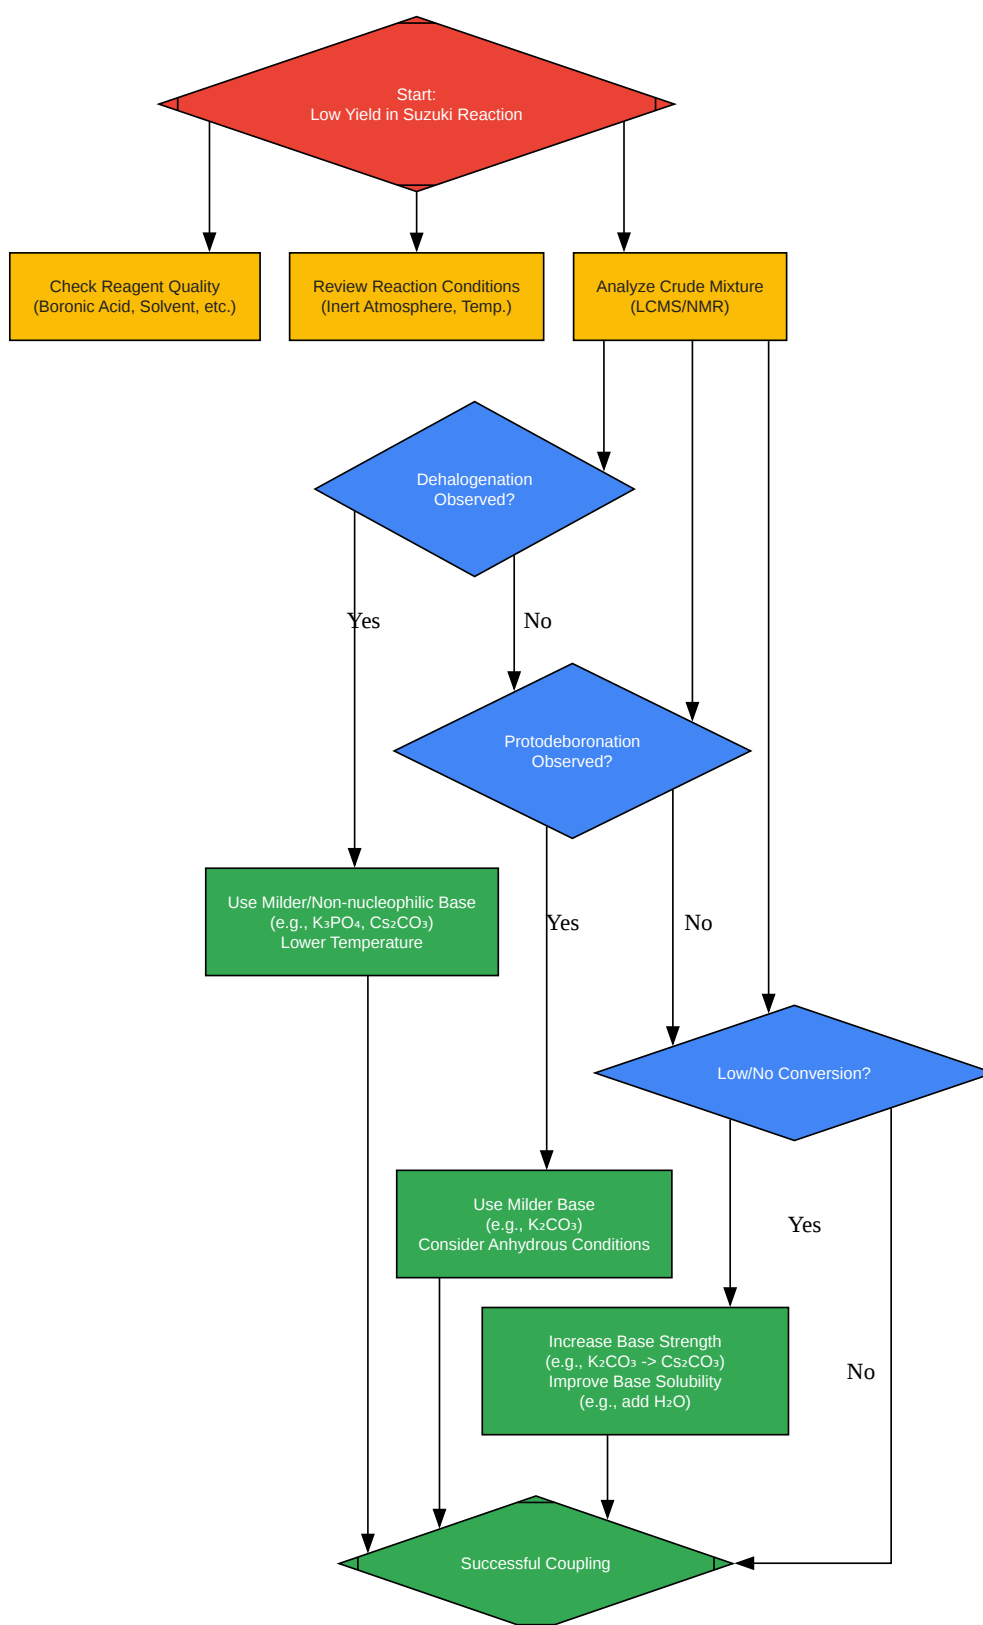 Start:
Low Yield in Suzuki Reaction
Check Reagent Quality
(Boronic Acid, Solvent, etc.)
Review Reaction Conditions
(Inert Atmosphere, Temp.)
Analyze Crude Mixture
(LCMS/NMR)
Dehalogenation
Observed?
Yes
No
Protodeboronation
Observed?
Use Milder/Non-nucleophilic Base
(e.g., K₃PO₄, Cs₂CO₃)
Lower Temperature
Yes
No
Low/No Conversion?
Use Milder Base
(e.g., K₂CO₃)
Consider Anhydrous Conditions
Yes
Increase Base Strength
(e.g., K₂CO₃ -> Cs₂CO₃)
Improve Base Solubility
(e.g., add H₂O)
No
Successful Coupling